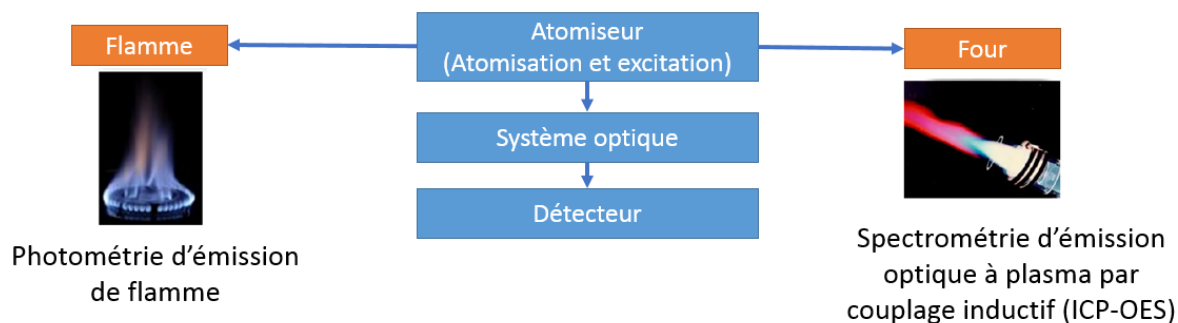 Flamme
Atomiseur
(Atomisation et excitation)
Four
Système optique
Détecteur
Photométrie d’émission
de flamme
Spectrométrie d’émission
optique à plasma par
couplage inductif (ICP-OES)